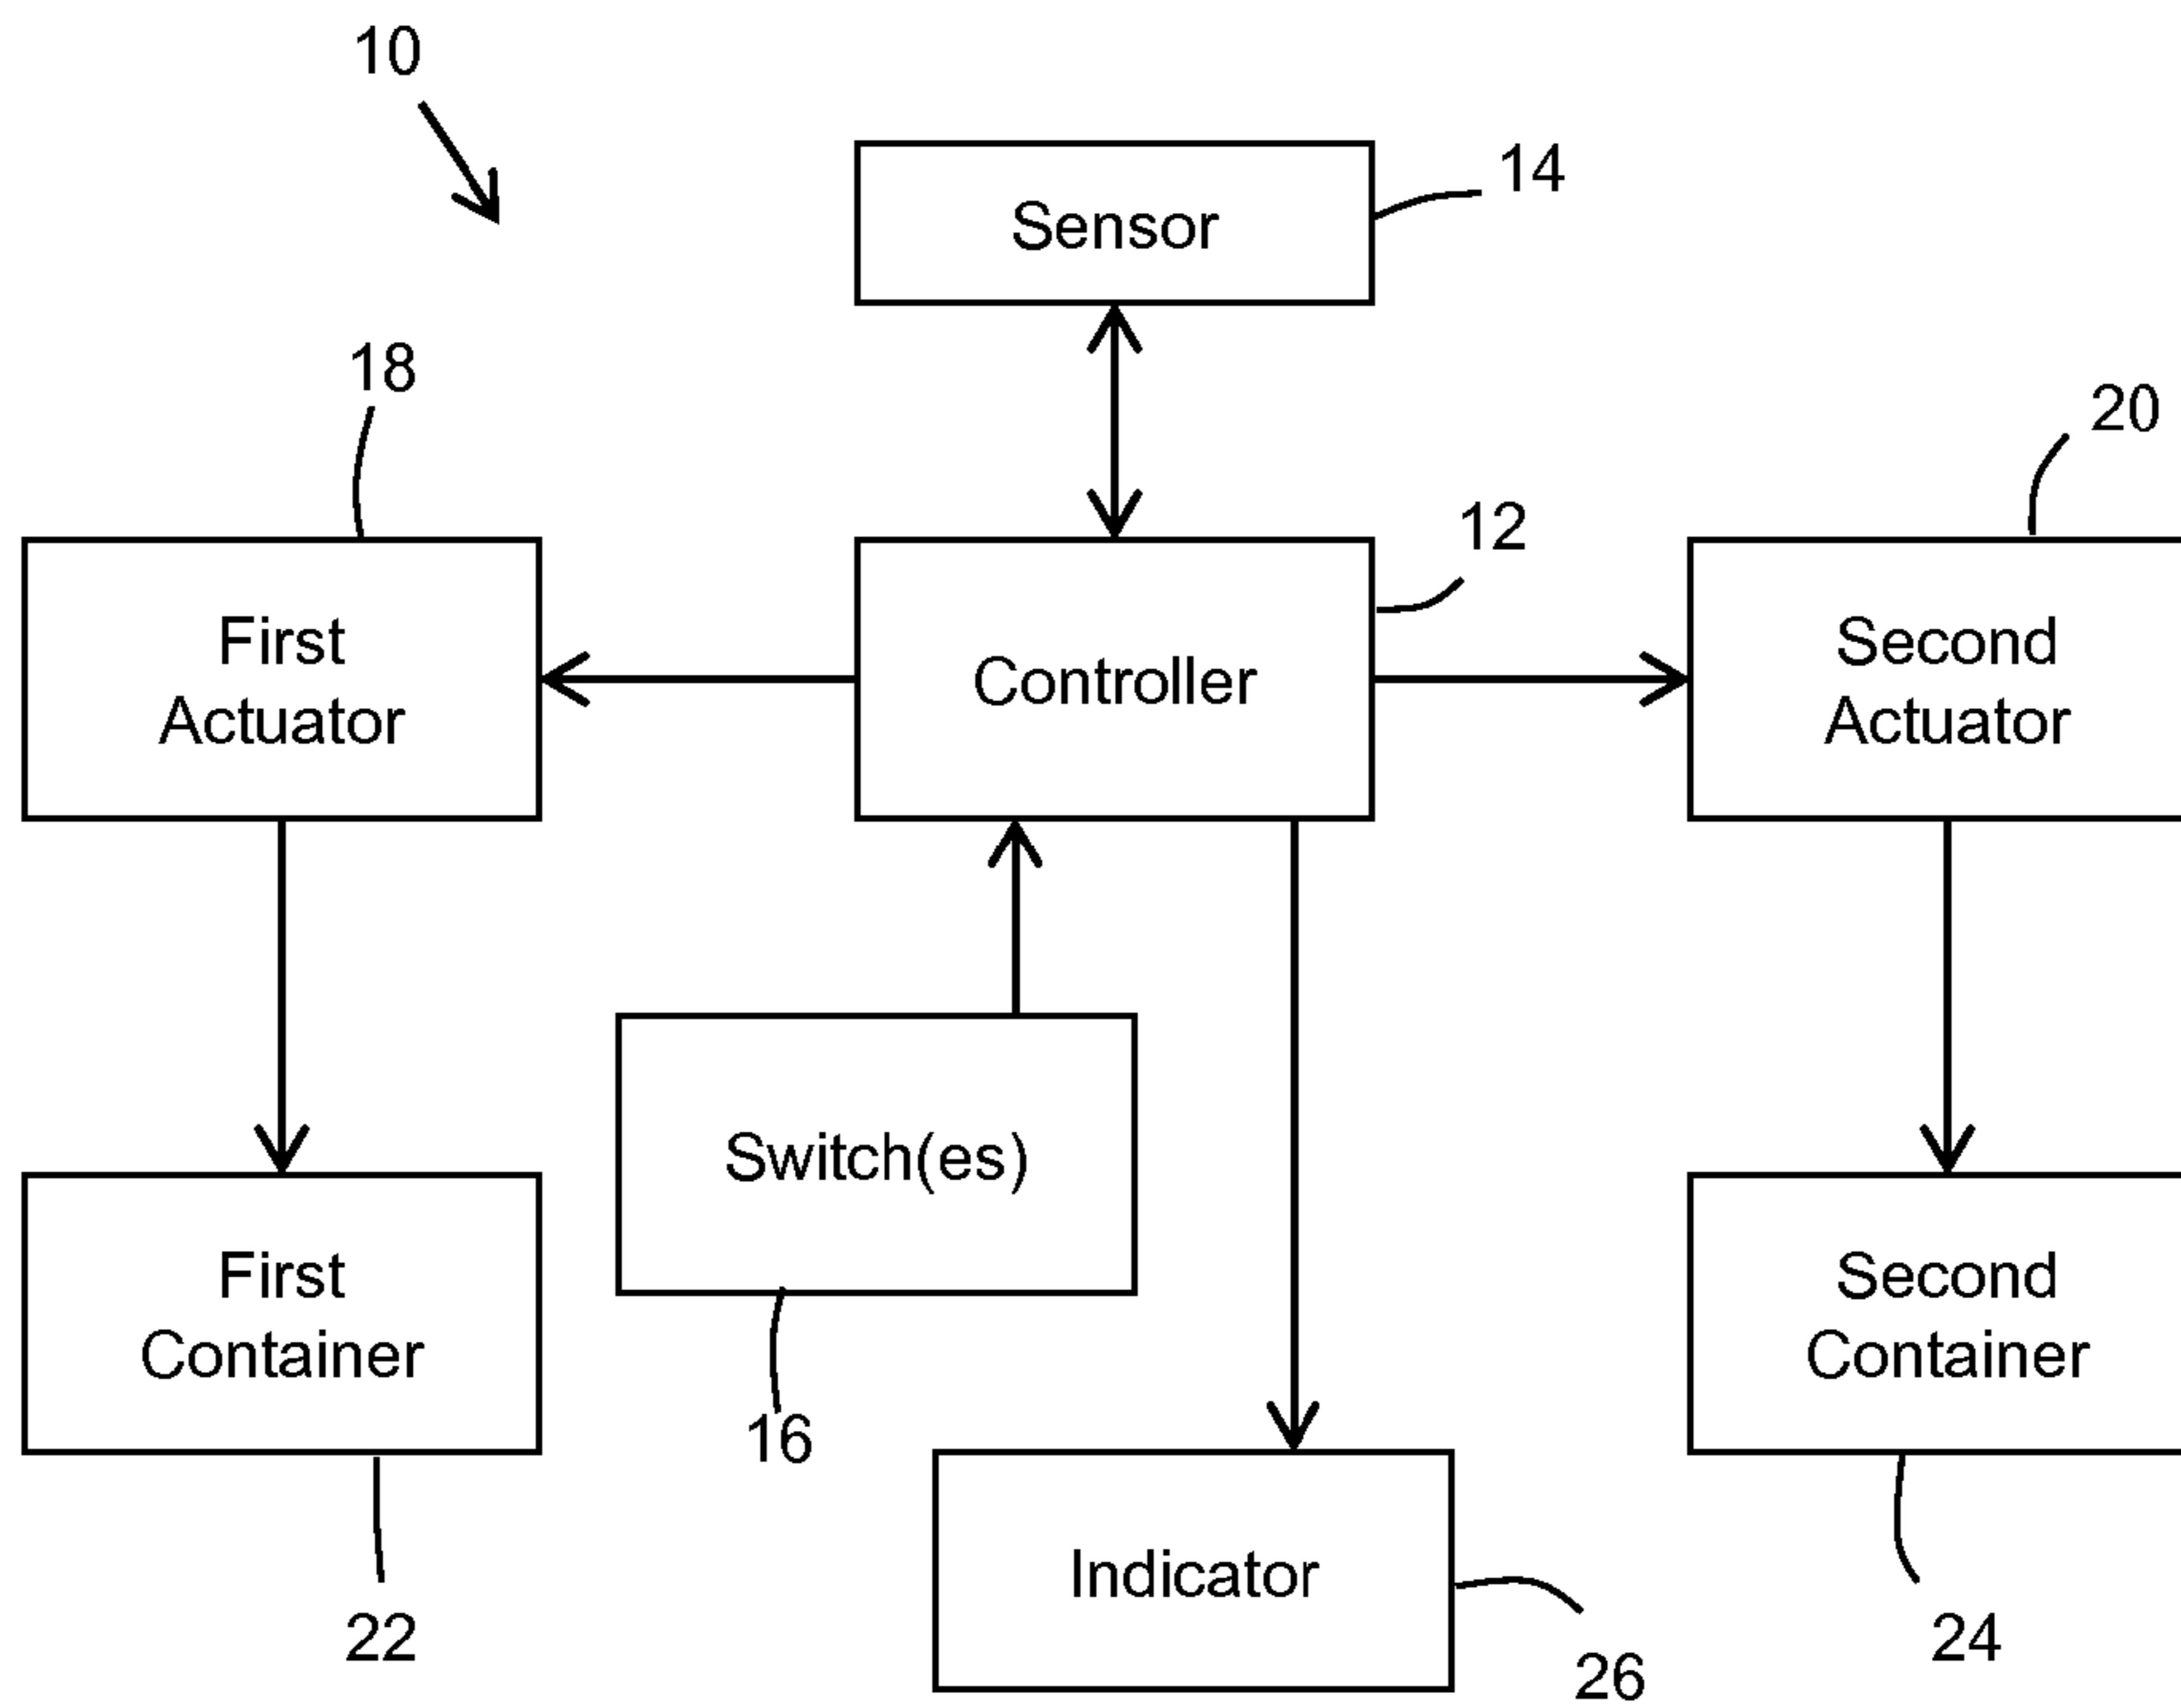 10
14
Sensor
18
20
12
First
Actuator
Controller
Second
Actuator
Switch(es)
First
Container
Second
Container
16
Indicator
22
24
26